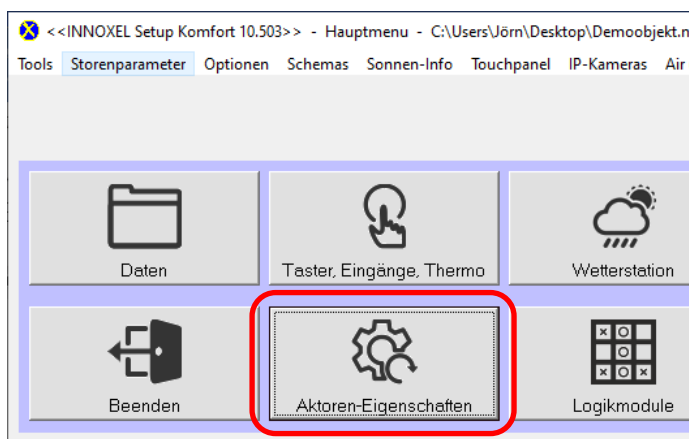 <<INNOXEL Setup Komfort 10.503>> - Hauptmenu - C:\Users\Jörn\Desktop\Demoobjekt.n
Tools Storenparameter Optionen Schemas Sonnen-Info Touchpanel IP-Kameras Air
Daten Taster, Eingänge, Thermo Wetterstation
Beenden Aktoren-Eigenschaften Logikmodule